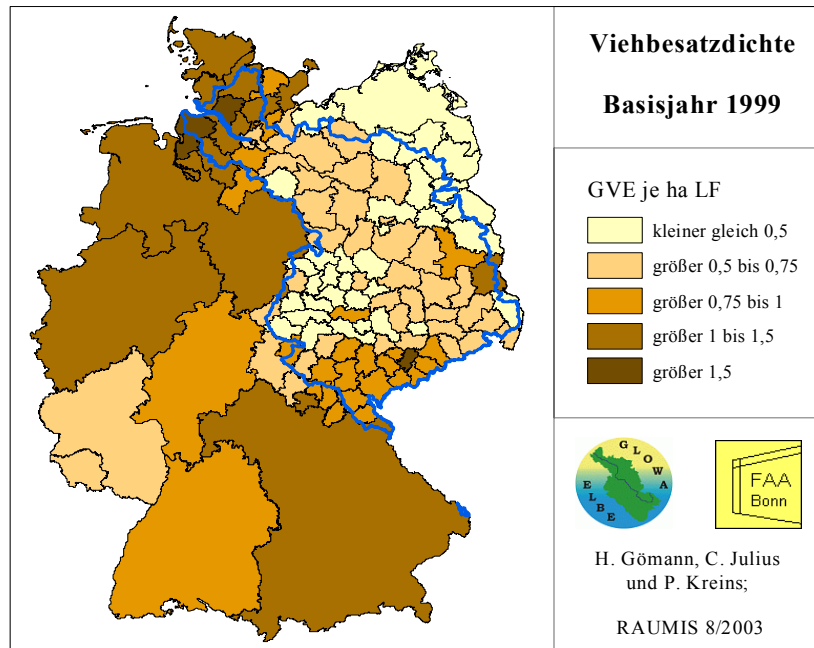 Viehbesatzdichte
Basisjahr 1999
GVE je ha LF
kleiner gleich 0,5
größer 0,5 bis 0,75
größer 0,75 bis 1
größer 1 bis 1,5
größer 1,5
GLOWA
ELBE
FAA
Bonn
H. Gömann, C. Julius
und P. Kreins;
RAUMIS 8/2003